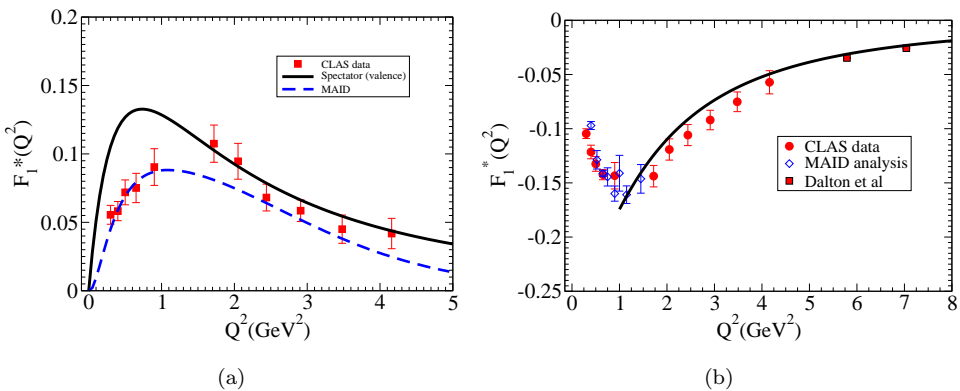 0.2
0.15
0.1
0.05
0
F1*(Q2)
CLAS data
Spectator (valence)
MAID
0 1 2 3 4 5
Q2(GeV2)
(a)
0
-0.05
-0.1
-0.15
-0.2
-0.25
F1*(Q2)
CLAS data
MAID analysis
Dalton et al
0 1 2 3 4 5 6 7 8
Q2(GeV2)
(b)